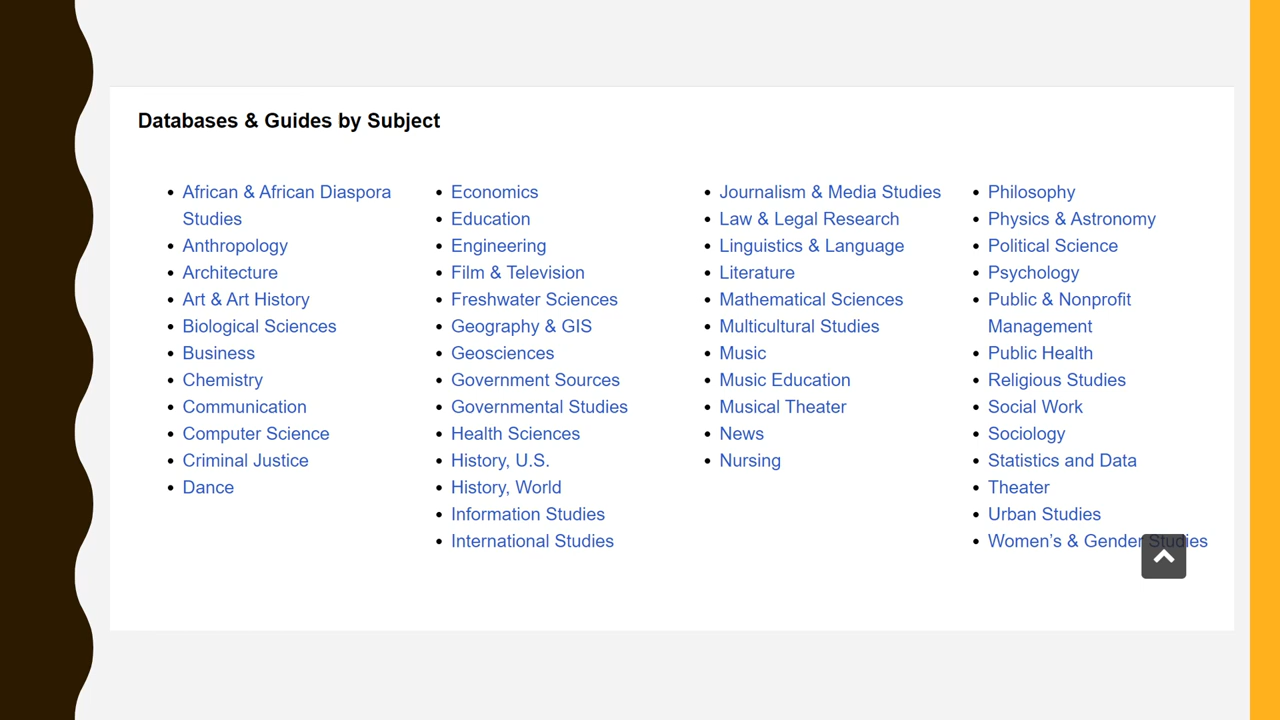 Databases & Guides by Subject
African & African Diaspora
Studies
Anthropology
Architecture
Art & Art History
Biological Sciences
Business
Chemistry
Communication
Computer Science
Criminal Justice
Dance
Economics
Education
Engineering
Film & Television
Freshwater Sciences
Geography & GIS
Geosciences
Government Sources
Governmental Studies
Health Sciences
History, U.S.
History, World
Information Studies
International Studies
Journalism & Media Studies
Law & Legal Research
Linguistics & Language
Literature
Mathematical Sciences
Multicultural Studies
Music
Music Education
Musical Theater
News
Nursing
Philosophy
Physics & Astronomy
Political Science
Psychology
Public & Nonprofit
Management
Public Health
Religious Studies
Social Work
Sociology
Statistics and Data
Theater
Urban Studies
Women’s & Gender Studies